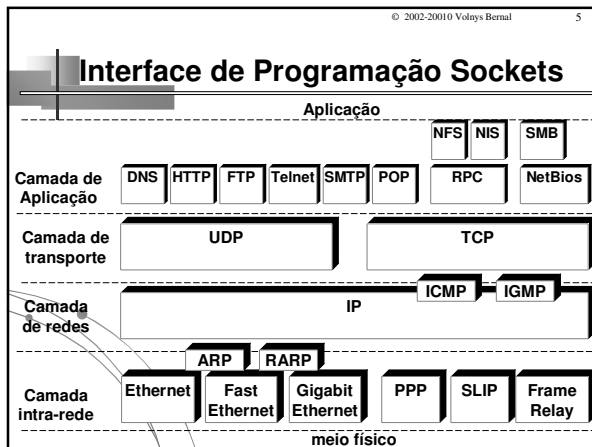 © 2002-20010 Volnys Bernal 5
Interface de Programação Sockets
Aplicação
NFS NIS SMB
Camada de Aplicação
DNS HTTP FTP Telnet SMTP POP RPC NetBios
Camada de transporte
UDP TCP
ICMP IGMP
Camada de redes
IP
ARP RARP
Camada intra-rede
Ethernet Fast Ethernet Gigabit Ethernet PPP SLIP Frame Relay
meio físico